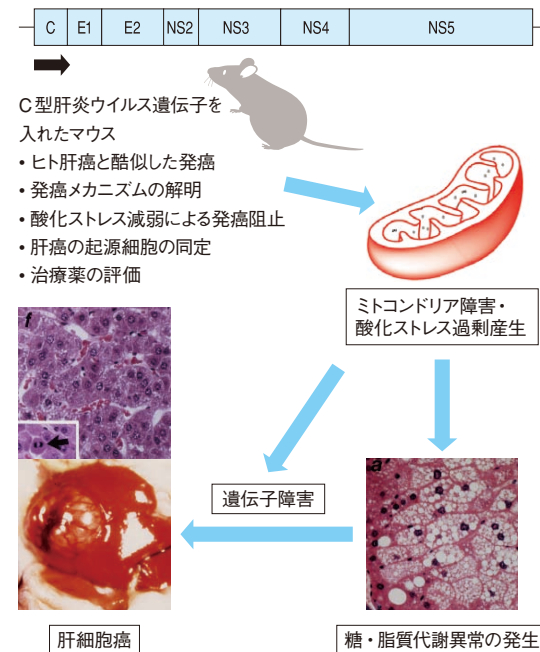 C E1 E2 NS2 NS3 NS4 NS5
C型肝炎ウイルス遺伝子を
入れたマウス
• ヒト肝癌と酷似した発癌
• 発癌メカニズムの解明
• 酸化ストレス減弱による発癌阻止
• 肝癌の起源細胞の同定
• 治療薬の評価
ミトコンドリア障害・
酸化ストレス過剰産生
f
a
遺伝子障害
肝細胞癌
糖・脂質代謝異常の発生